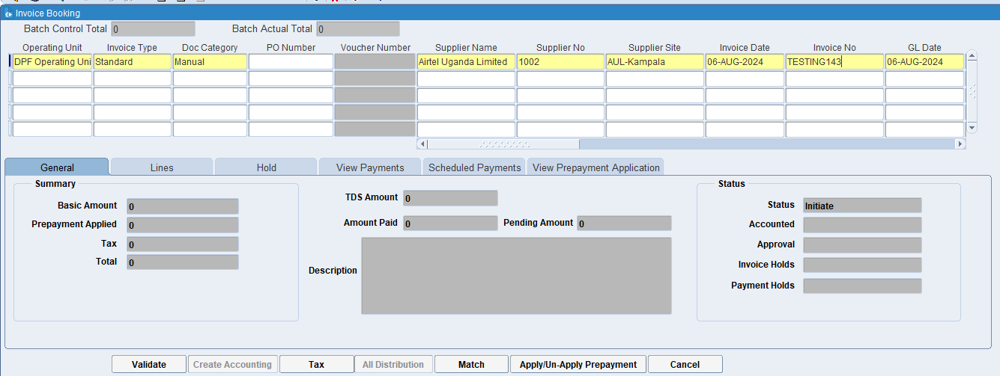 Invoice Booking
Batch Control Total 0 Batch Actual Total 0
Operating Unit Invoice Type Doc Category PO Number Voucher Number Supplier Name Supplier No Supplier Site Invoice Date Invoice No GL Date
DPF Operating Uni Standard Manual Airtel Uganda Limited 1002 AUL-Kampala 06-AUG-2024 TESTING143 06-AUG-2024
General Lines Hold View Payments Scheduled Payments View Prepayment Application
Summary
Basic Amount 0
Prepayment Applied 0
Tax 0
Total 0
TDS Amount 0
Amount Paid 0 Pending Amount 0
Description
Status
Status Initiate
Accounted
Approval
Invoice Holds
Payment Holds
Validate Create Accounting Tax All Distribution Match Apply/Un-Apply Prepayment Cancel